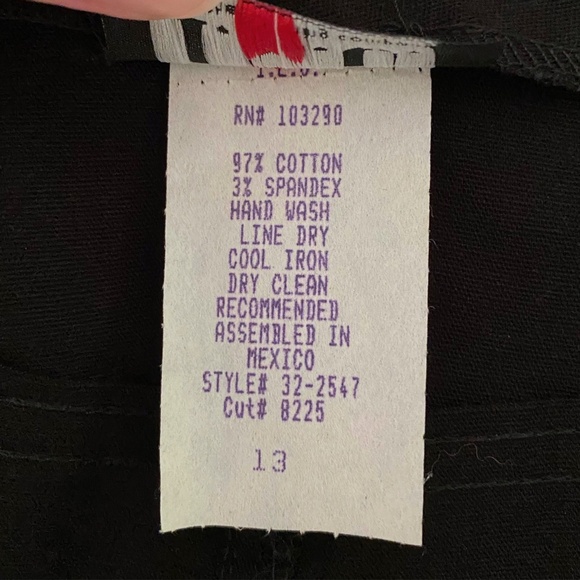 RN# 103290
97% COTTON
3% SPANDEX
HAND WASH
LINE DRY
COOL IRON
DRY CLEAN
RECOMMENDED
ASSEMBLED IN
MEXICO
STYLE# 32-2547
Cut# 8225
13